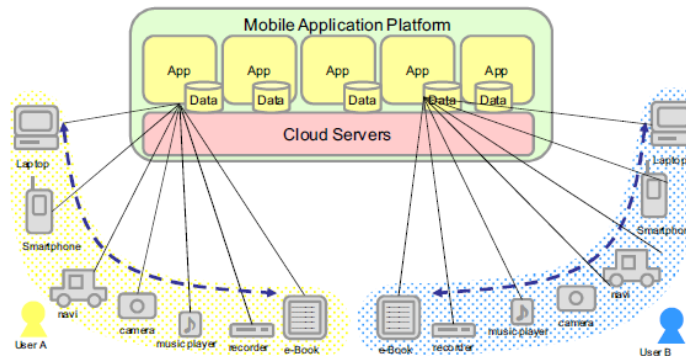 Mobile Application Platform
App
App
App
App
App
Data
Data
Data
Data
Data
Cloud Servers
Laptop
Smartphone
navi
camera
music player
recorder
e-Book
User A
Laptop
Smartphone
navi
camera
music player
recorder
e-Book
User B